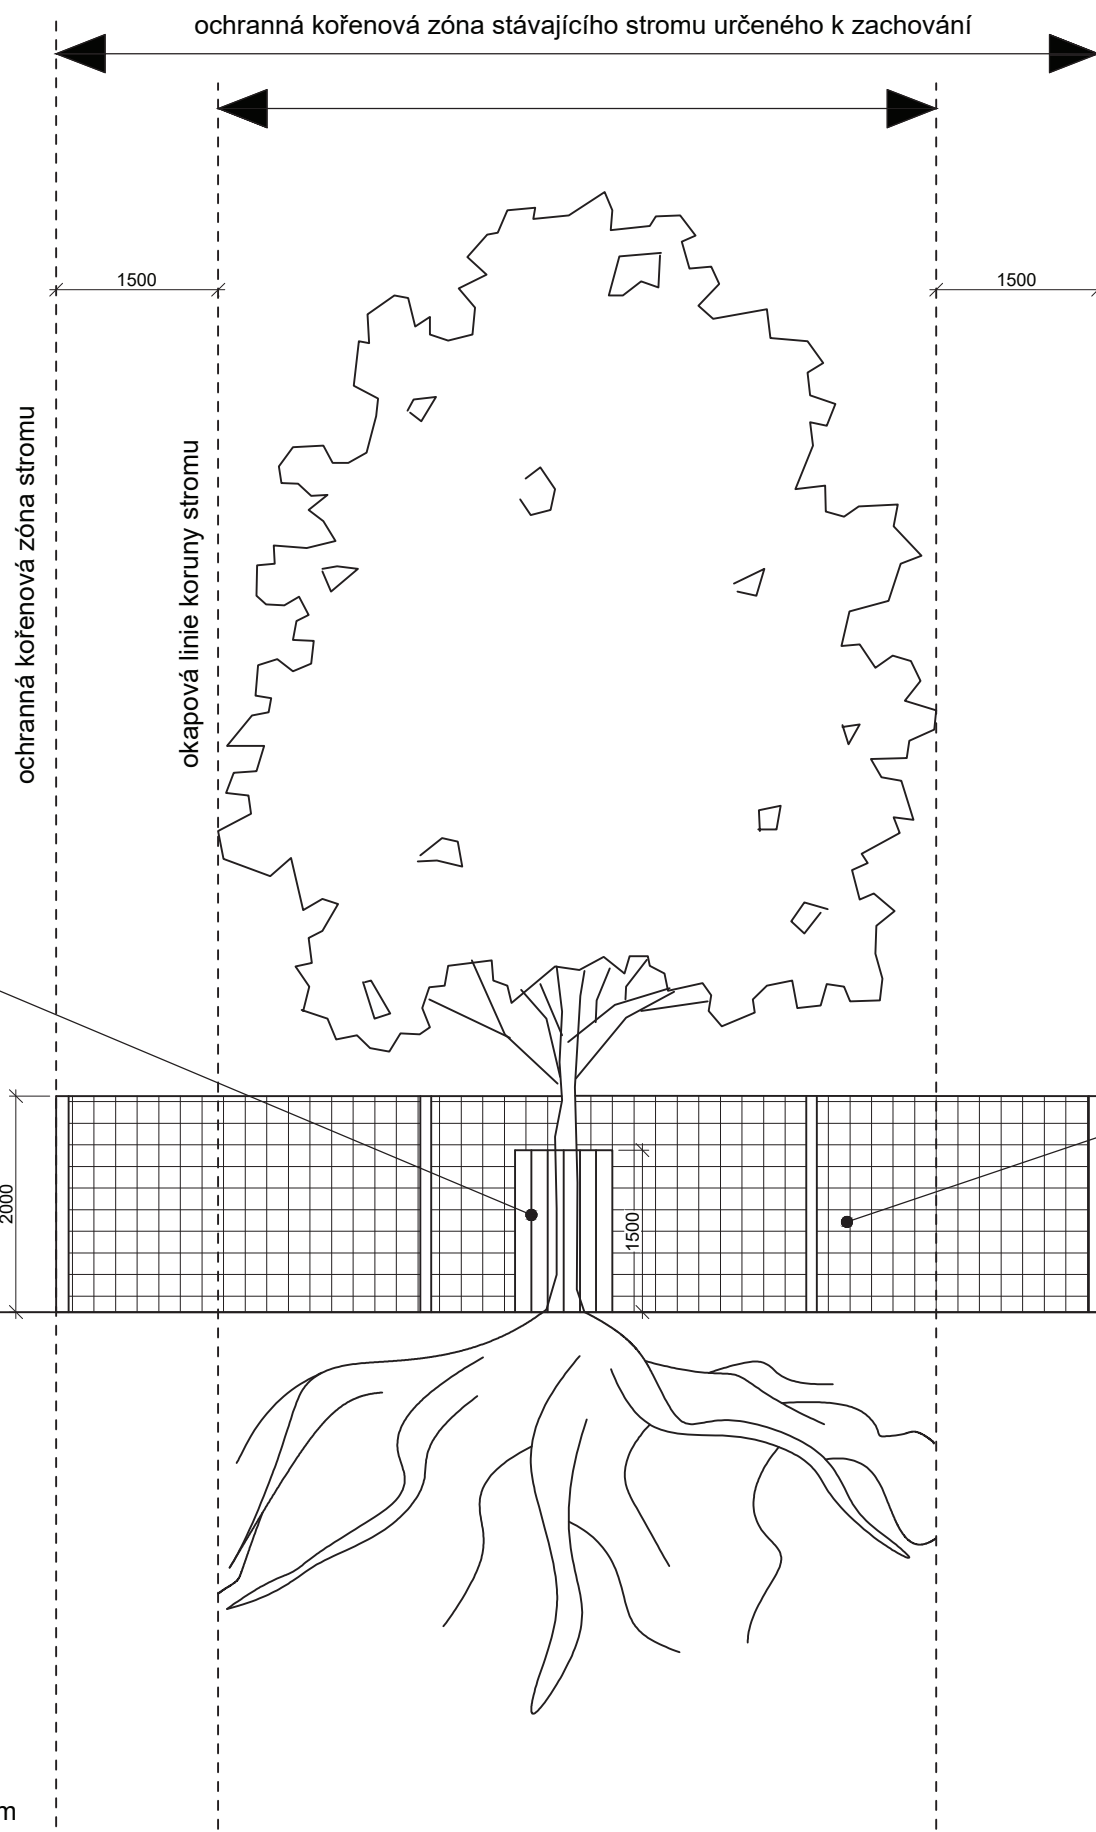 ochranná kořenová zóna stávajícího stromu určeného k zachování
1500
1500
ochranná kořenová zóna stromu
okapová linie koruny stromu
2000
1500
m